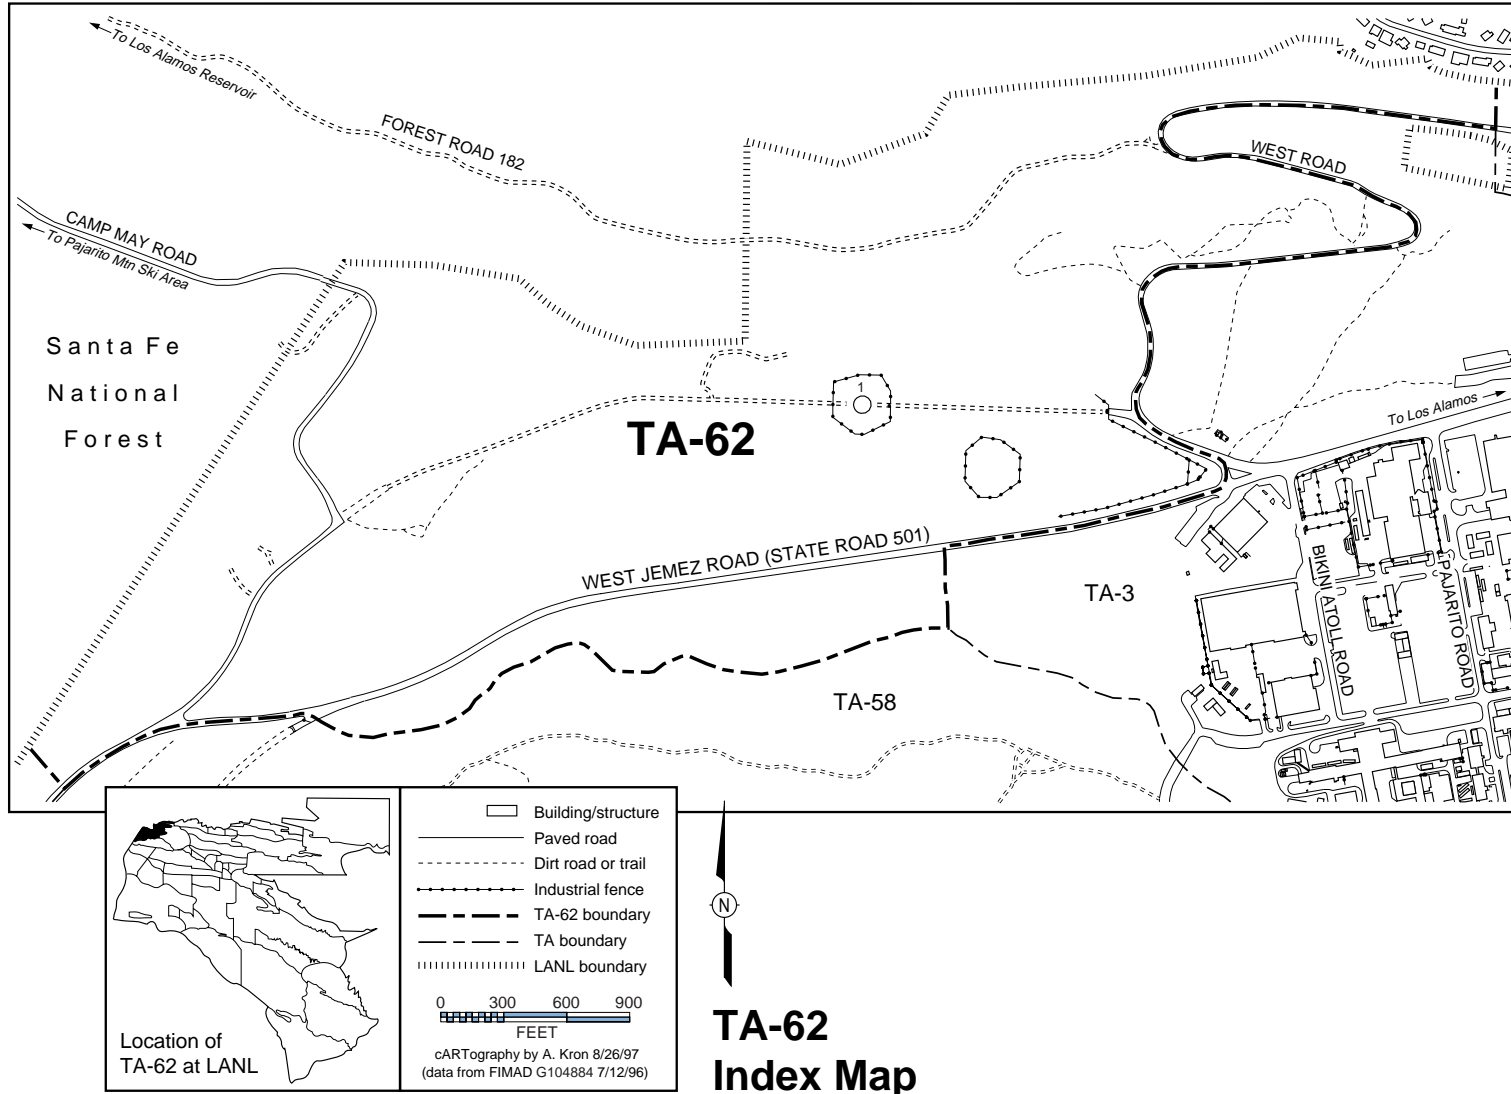 To Los Alamos Reservoir
FOREST ROAD 182
WEST ROAD
CAMP MAY ROAD
To Pajarito Mtn Ski Area
Santa Fe
National
Forest
1
To Los Alamos
TA-62
WEST JEMEZ ROAD (STATE ROAD 501)
TA-3
BIKINI ATOLL ROAD
PAJARITO ROAD
TA-58
Location of
TA-62 at LANL
Building/structure
Paved road
Dirt road or trail
Industrial fence
TA-62 boundary
TA boundary
LANL boundary
0 300 600 900
FEET
cARTography by A. Kron 8/26/97
(data from FIMAD G104884 7/12/96)
N
TA-62
Index Map